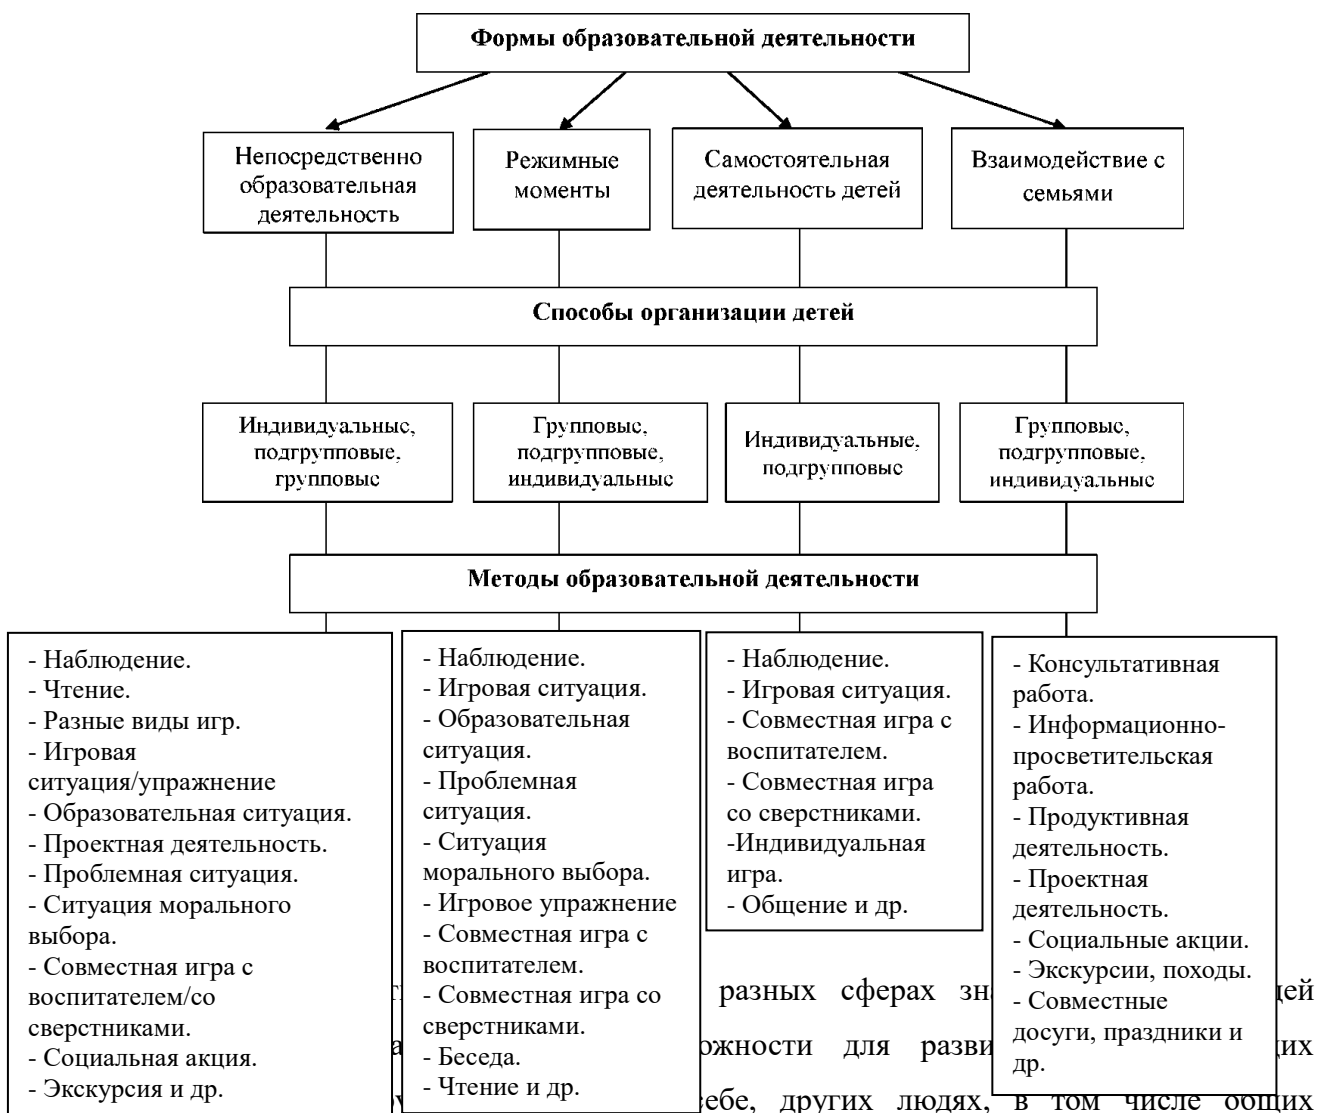 Формы образовательной деятельности
Непосредственно
образовательная
деятельность
Режимные
моменты
Самостоятельная
деятельность детей
Взаимодействие с
семьями
Способы организации детей
Индивидуальные,
подгрупповые,
групповые
Групповые,
подгрупповые,
индивидуальные
Индивидуальные,
подгрупповые
Групповые,
подгрупповые,
индивидуальные
Методы образовательной деятельности
- Наблюдение.
- Чтение.
- Разные виды игр.
- Игровая
ситуация/упражнение
- Образовательная ситуация.
- Проектная деятельность.
- Проблемная ситуация.
- Ситуация морального
выбора.
- Совместная игра с
воспитателем/со
сверстниками.
- Социальная акция.
- Экскурсия и др.
- Наблюдение.
- Игровая ситуация.
- Образовательная
ситуация.
- Проблемная
ситуация.
- Ситуация
морального выбора.
- Игровое упражнение
- Совместная игра с
воспитателем.
- Совместная игра со
сверстниками.
- Беседа.
- Чтение и др.
- Наблюдение.
- Игровая ситуация.
- Совместная игра с
воспитателем.
- Совместная игра
со сверстниками.
-Индивидуальная
игра.
- Общение и др.
- Консультативная
работа.
- Информационно-
просветительская
работа.
- Продуктивная
деятельность.
- Проектная
деятельность.
- Социальные акции.
- Экскурсии, походы.
- Совместные
досуги, праздники и
др.
разных сферах
для
себе, других людях, в том числе общих